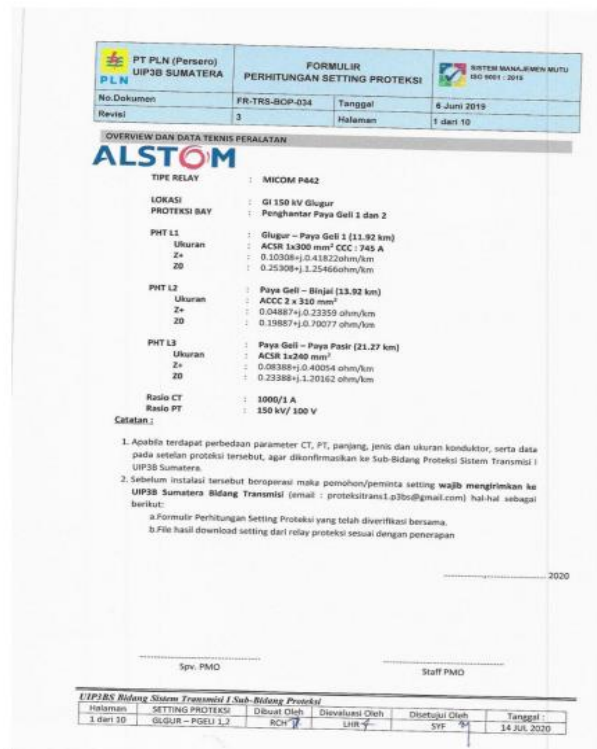 PLN
PT PLN (Persero)
UIP3B SUMATERA
FORMULIR
PERHITUNGAN SETTING PROTEKSI
SISTEM MANAJEMEN MUTU
ISO 9001 : 2015
No.Dokumen FR-TRS-BOP-034 Tanggal 6 Juni 2019
Revisi 3 Halaman 1 dari 10
OVERVIEW DAN DATA TEKNIS PERALATAN
ALSTOM
TIPE RELAY : MICOM P442
LOKASI : GI 150 kV Glugur
PROTEKSI BAY : Penghantar Paya Geli 1 dan 2
PHT L1 : Glugur – Paya Geli 1 (11.92 km)
Ukuran : ACSR 1x300 mm² CCC : 745 A
Z+ : 0.10308+j.0.41822ohm/km
Z0 : 0.25308+j.1.25466ohm/km
PHT L2 : Paya Geli – Binjai (13.92 km)
Ukuran : ACCC 2 x 310 mm²
Z+ : 0.04887+j.0.23359 ohm/km
Z0 : 0.19887+j.0.70077 ohm/km
PHT L3 : Paya Geli – Paya Pasir (21.27 km)
Ukuran : ACSR 1x240 mm²
Z+ : 0.08388+j.0.40054 ohm/km
Z0 : 0.23388+j.1.20162 ohm/km
Rasio CT : 1000/1 A
Rasio PT : 150 kV/ 100 V
Catatan :
1. Apabila terdapat perbedaan parameter CT, PT, panjang, jenis dan ukuran konduktor, serta data
pada setelan proteksi tersebut, agar dikonfirmasikan ke Sub-Bidang Proteksi Sistem Transmisi I
UIP3B Sumatera.
2. Sebelum instalasi tersebut beroperasi maka pemohon/peminta setting wajib mengirimkan ke
UIP3B Sumatera Bidang Transmisi (email : proteksitrans1.p3bs@gmail.com) hal-hal sebagai
berikut:
a.Formulir Perhitungan Setting Proteksi yang telah diverifikasi bersama.
b.File hasil download setting dari relay proteksi sesuai dengan penerapan
....................,.................... 2020
Spv. PMO Staff PMO
UIP3BS Bidang Sistem Transmisi I Sub-Bidang Proteksi
Halaman SETTING PROTEKSI Dibuat Oleh Dievaluasi Oleh Disetujui Oleh Tanggal :
1 dari 10 GLGUR – PGELI 1,2 RCH LHR SYF 14 JUL 2020